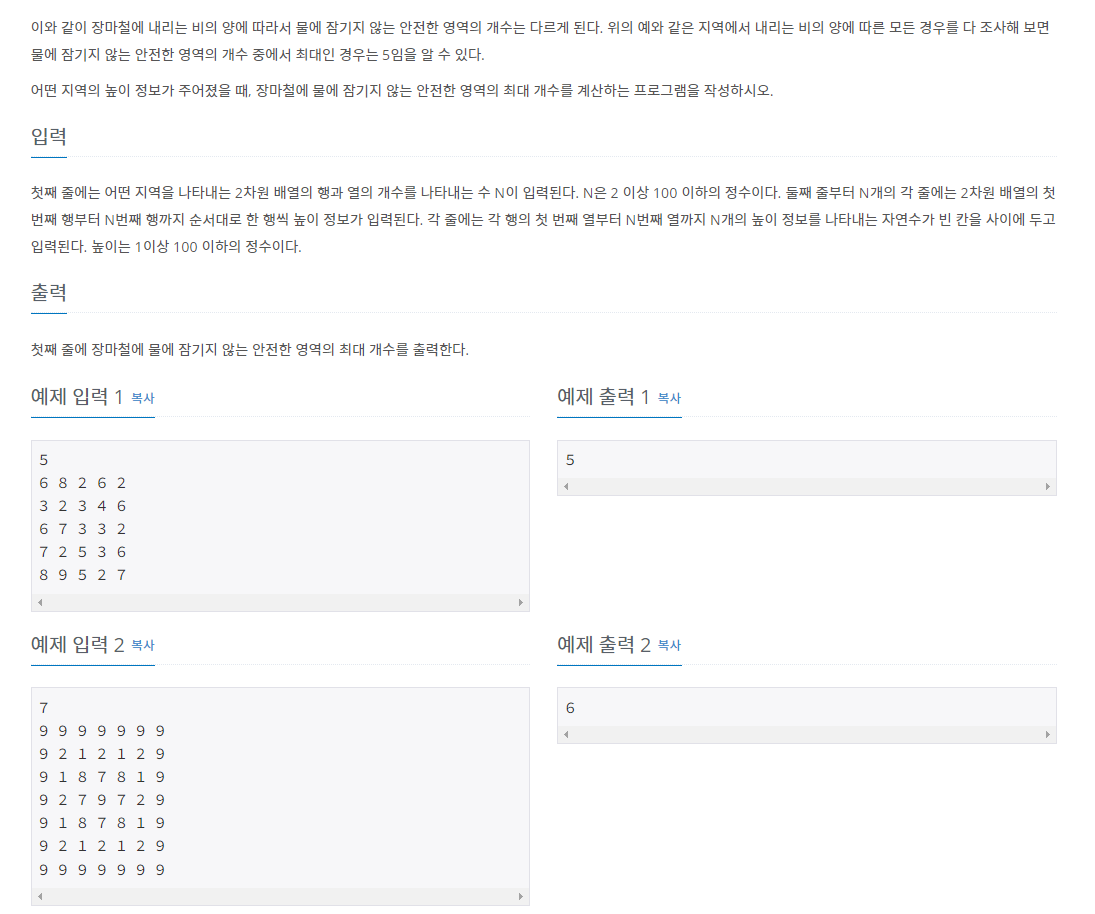 이와 같이 장마철에 내리는 비의 양에 따라서 물에 잠기지 않는 안전한 영역의 개수는 다르게 된다. 위의 예와 같은 지역에서 내리는 비의 양에 따른 모든 경우를 다 조사해 보면
물에 잠기지 않는 안전한 영역의 개수 중에서 최대인 경우는 5임을 알 수 있다.
어떤 지역의 높이 정보가 주어졌을 때, 장마철에 물에 잠기지 않는 안전한 영역의 최대 개수를 계산하는 프로그램을 작성하시오.
입력
첫째 줄에는 어떤 지역을 나타내는 2차원 배열의 행과 열의 개수를 나타내는 수 N이 입력된다. N은 2 이상 100 이하의 정수이다. 둘째 줄부터 N개의 각 줄에는 2차원 배열의 첫
번째 행부터 N번째 행까지 순서대로 한 행씩 높이 정보가 입력된다. 각 줄에는 각 행의 첫 번째 열부터 N번째 열까지 N개의 높이 정보를 나타내는 자연수가 빈 칸을 사이에 두고
입력된다. 높이는 1이상 100 이하의 정수이다.
출력
첫째 줄에 장마철에 물에 잠기지 않는 안전한 영역의 최대 개수를 출력한다.
예제 입력 1 복사
5
6 8 2 6 2
3 2 3 4 6
6 7 3 3 2
7 2 5 3 6
8 9 5 2 7
예제 출력 1 복사
5
예제 입력 2 복사
7
9 9 9 9 9 9 9
9 2 1 2 1 2 9
9 1 8 7 8 1 9
9 2 7 9 7 2 9
9 1 8 7 8 1 9
9 2 1 2 1 2 9
9 9 9 9 9 9 9
예제 출력 2 복사
6